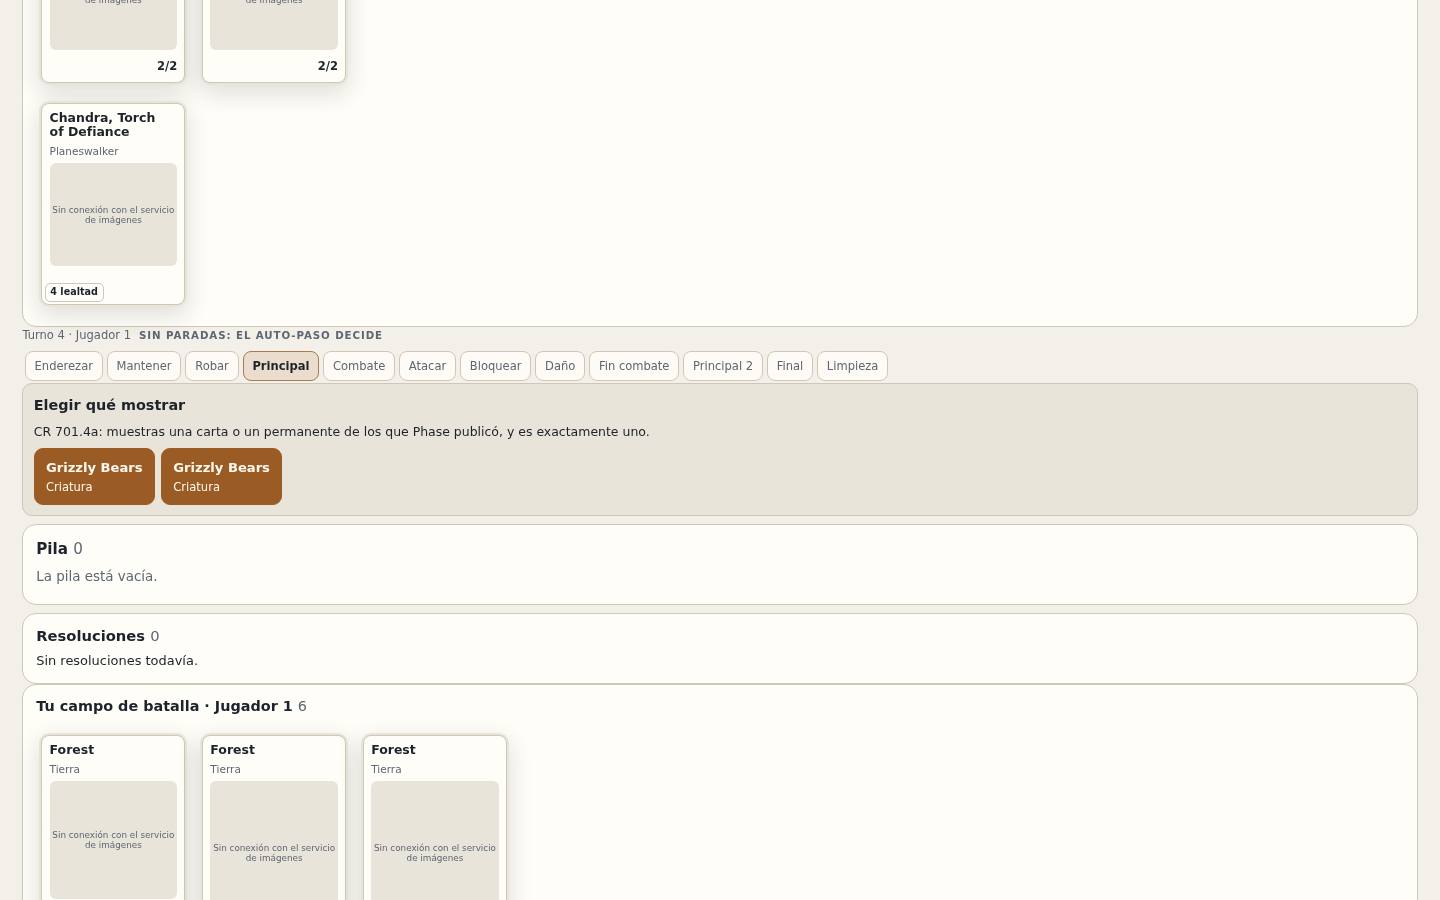 de imágenes
de imágenes
2/2
2/2
Chandra, Torch
of Defiance
Planeswalker
Sin conexión con el servicio
de imágenes
4 lealtad
Turno 4 · Jugador 1 SIN PARADAS: EL AUTO-PASO DECIDE
Enderezar Mantener Robar Principal Combate Atacar Bloquear Daño Fin combate Principal 2 Final Limpieza
Elegir qué mostrar
CR 701.4a: muestras una carta o un permanente de los que Phase publicó, y es exactamente uno.
Grizzly Bears
Criatura
Grizzly Bears
Criatura
Pila 0
La pila está vacía.
Resoluciones 0
Sin resoluciones todavía.
Tu campo de batalla · Jugador 1 6
Forest
Tierra
Sin conexión con el servicio
de imágenes
Forest
Tierra
Sin conexión con el servicio
de imágenes
Forest
Tierra
Sin conexión con el servicio
de imágenes